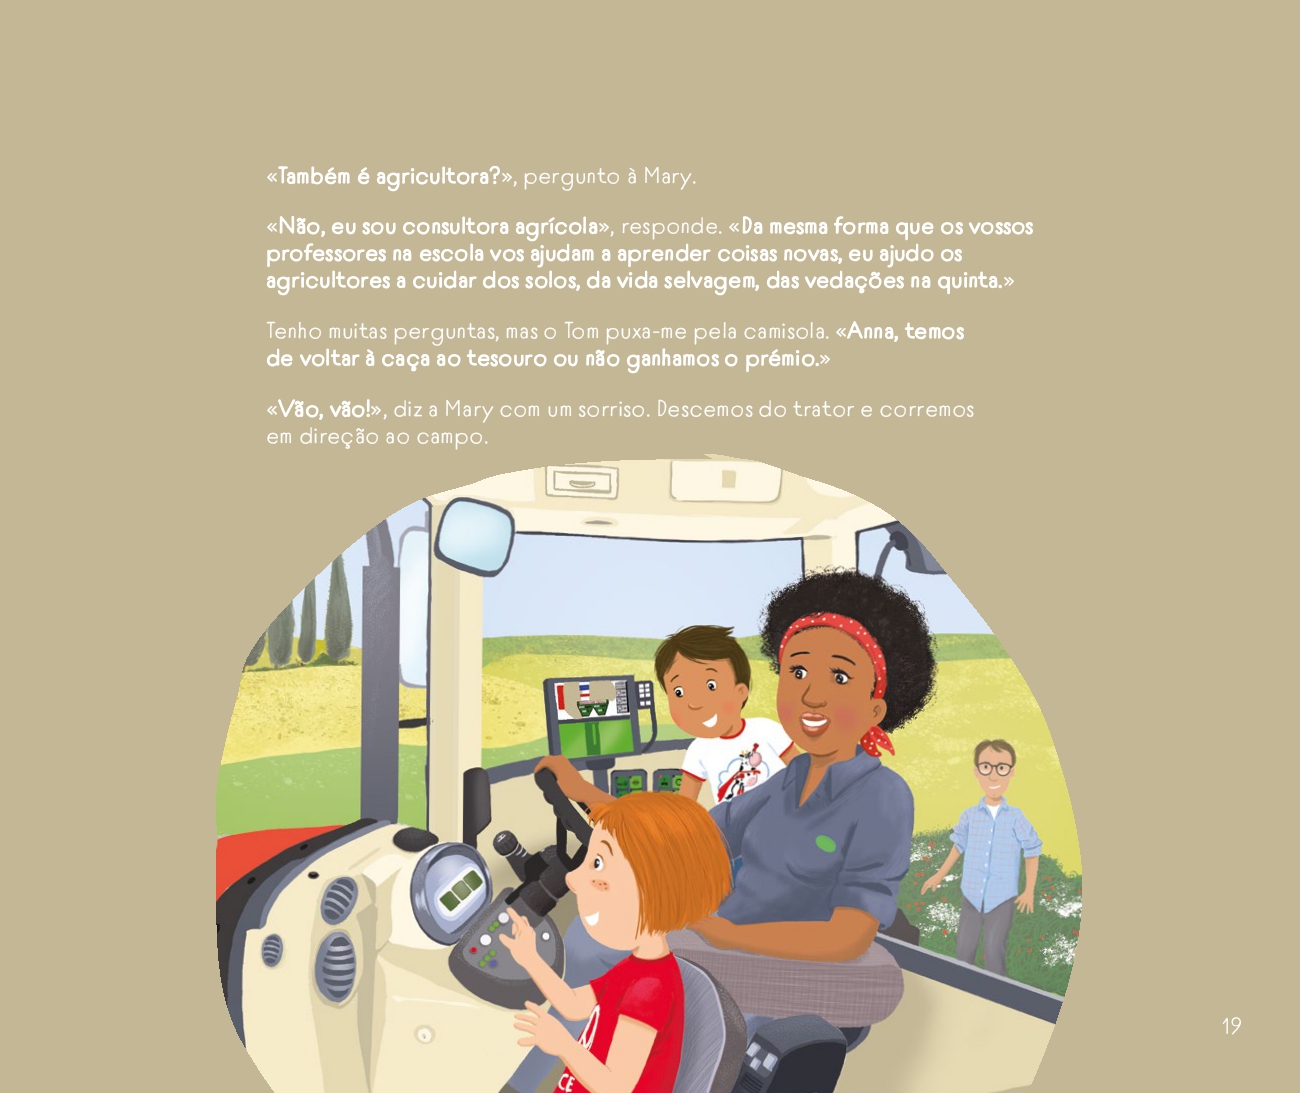 «Também é agricultora?», pergunto à Mary.
«Não, eu sou consultora agrícola», responde. «Da mesma forma que os vossos
professores na escola vos ajudam a aprender coisas novas, eu ajudo os
agricultores a cuidar dos solos, da vida selvagem, das vedações na quinta.»
Tenho muitas perguntas, mas o Tom puxa-me pela camisola. «Anna, temos
de voltar à caça ao tesouro ou não ganhamos o prémio.»
«Vão, vão!», diz a Mary com um sorriso. Descemos do trator e corremos
em direção ao campo.
CE
19